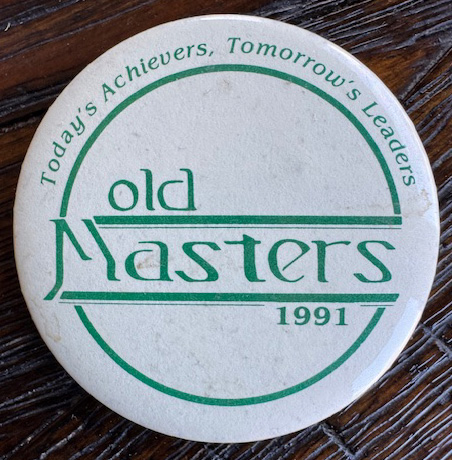 Today's Achievers, Tomorrow's Leaders
old
Masters
1991